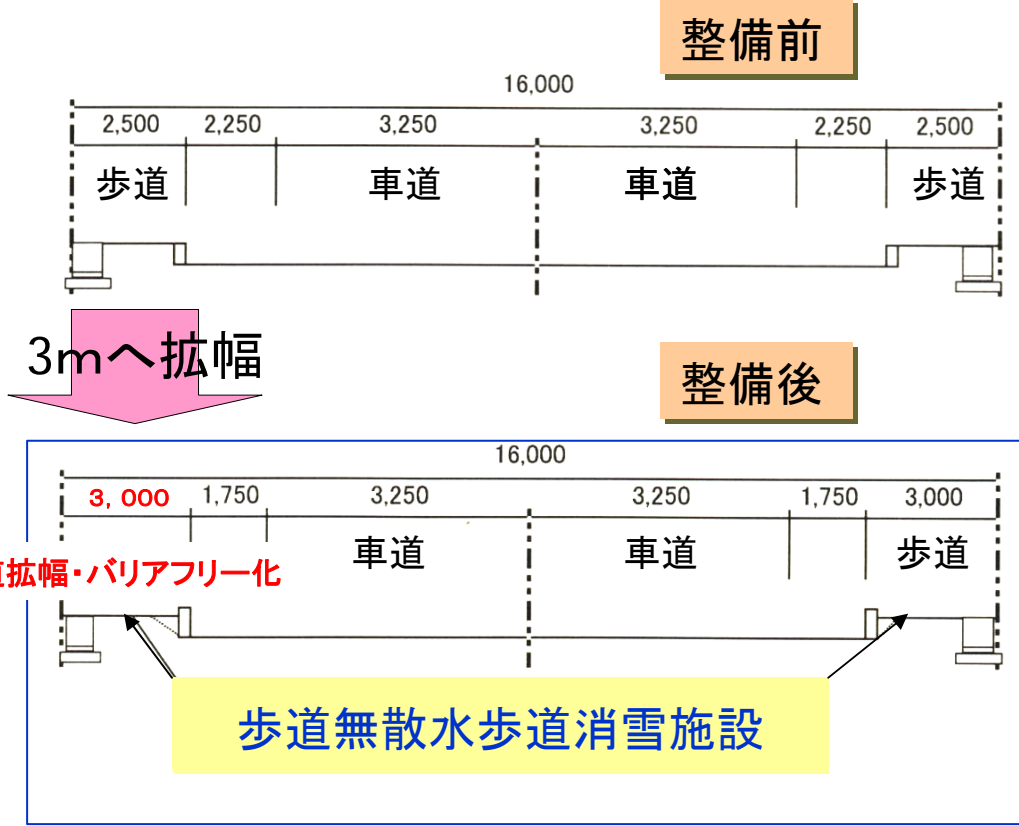 整備前
16,000
2,500 2,250 3,250 3,250 2,250 2,500
歩道 車道 車道 歩道
3mへ拡幅
整備後
16,000
3,000 1,750 3,250 3,250 1,750 3,000
車道 車道 歩道
拡幅・バリアフリー化
歩道無散水歩道消雪施設